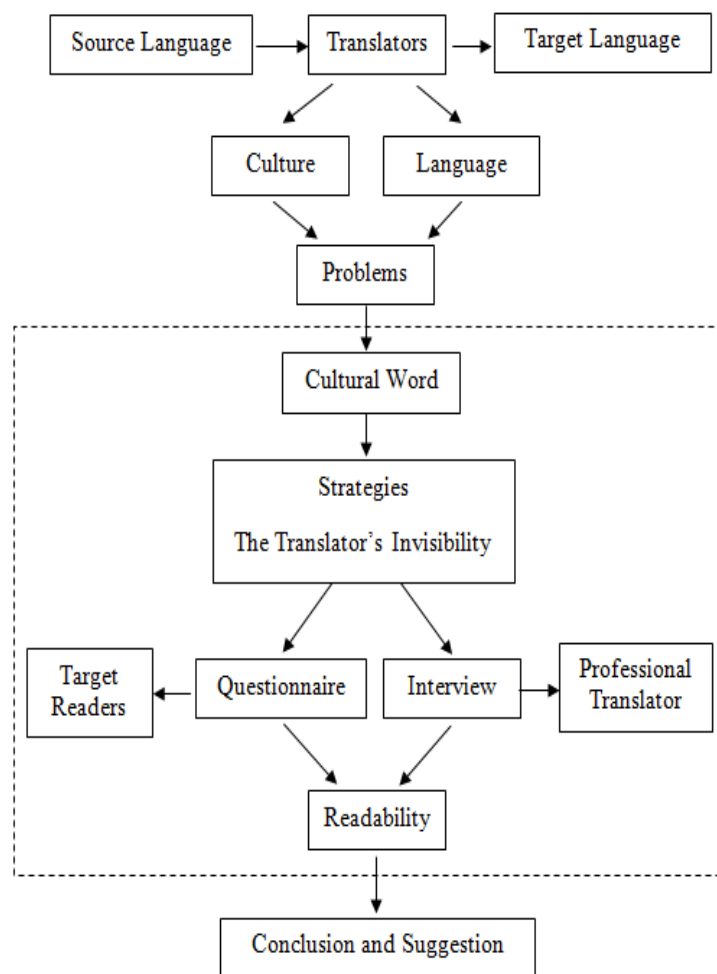 Source Language
Translators
Target Language
Culture
Language
Problems
Cultural Word
Strategies
The Translator’s Invisibility
Target
Readers
Questionnaire
Interview
Professional
Translator
Readability
Conclusion and Suggestion